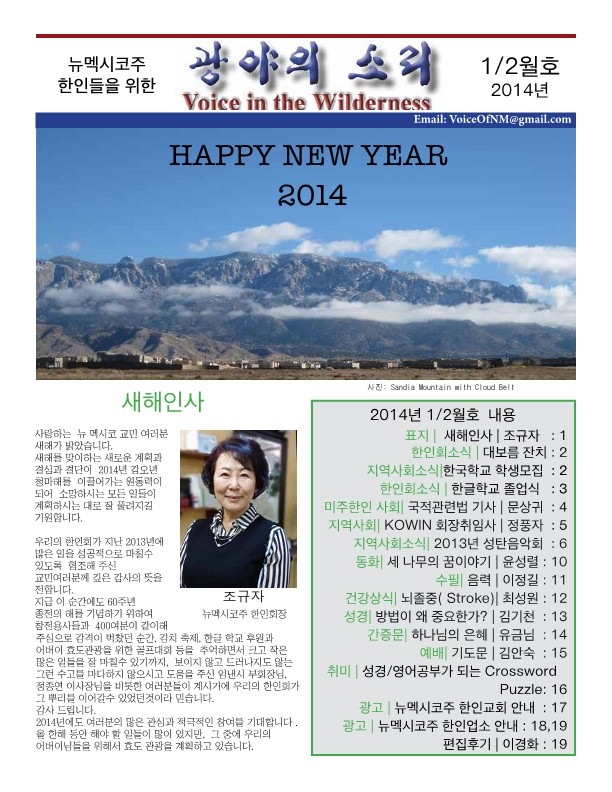 뉴멕시코주
한인들을 위한
광야의 소리
Voice in the Wilderness
1/2월호
2014년
Email: VoiceOfNM@gmail.com
HAPPY NEW YEAR
2014
사진: Sandia Mountain with Cloud Belt
새해인사
사랑하는 뉴 멕시코 교민 여러분
새해가 밝았습니다.
새해를 맞이하는 새로운 계획과
결심과 결단이 2014년 갑오년
청마해를 이끌어가는 원동력이
되어 소망하시는 모든 일들이
계획하시는 대로 잘 풀려지길
기원합니다.
우리의 한인회가 지난 2013년에
많은 일을 성공적으로 마칠수
있도록 협조해 주신
교민여러분께 깊은 감사의 뜻을
전합니다.
지금 이 순간에도 60주년
종전의 해를 기념하기 위하여
참전용사들과 400여분이 같이해
주심으로 감격이 벅찼던 순간, 김치 축제, 한글 학교 후원과
어버이 효도관광을 위한 골프대회 등을 추억하면서 크고 작은
많은 일들을 잘 마칠수 있기까지, 보이지 않고 드러나지도 않는
그런 수고를 마다하지 않으시고 도움을 주신 임낸시 부회장님,
정종연 이사장님을 비롯한 여러분들이 계시기에 우리의 한인회가
그 뿌리를 이어갈수 있었던것이라 믿습니다.
감사 드립니다.
2014년에도 여러분의 많은 관심과 적극적인 참여를 기대합니다 .
올 한해 동안 해야 할 일들이 많이 있지만, 그 중에 우리의
어버이님들을 위해서 효도 관광을 계획하고 있습니다.
조규자
뉴멕시코주 한인회장
2014년 1/2월호 내용
표지 | 새해인사 | 조규자 : 1
한인회소식 | 대보름 잔치 : 2
지역사회소식|한국학교 학생모집 : 2
한인회소식 | 한글학교 졸업식 : 3
미주한인 사회| 국적관련법 기사 | 문상귀 : 4
지역사회| KOWIN 회장취임사 | 정풍자 : 5
지역사회소식| 2013년 성탄음악회 : 6
동화| 세 나무의 꿈이야기 | 윤성렬 : 10
수필| 음력 | 이정길 : 11
건강상식| 뇌졸중( Stroke)| 최성원 : 12
성경| 방법이 왜 중요한가? | 김기천 : 13
간증문| 하나님의 은혜 | 유금님 : 14
예배| 기도문 | 김안숙 : 15
취미 | 성경/영어공부가 되는 Crossword
Puzzle: 16
광고 | 뉴멕시코주 한인교회 안내 : 17
광고 | 뉴멕시코주 한인업소 안내 : 18,19
편집후기 | 이경화 : 19